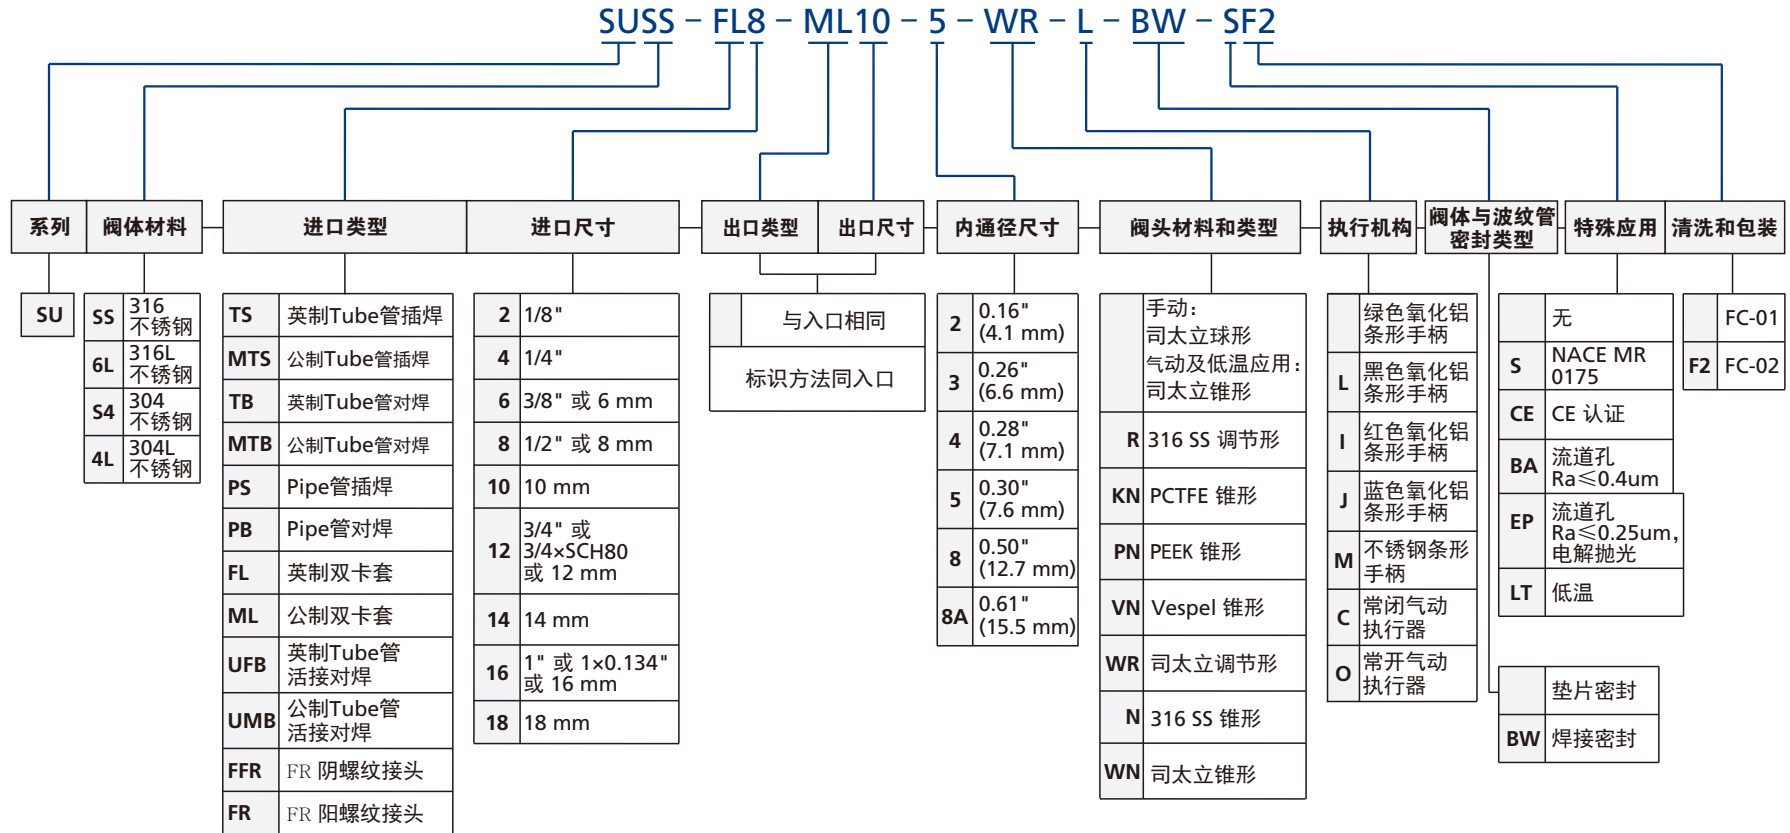 SUSS – FL8 – ML10 – 5 – WR – L – BW – SF2
系列
阀体材料
进口类型
进口尺寸
出口类型
出口尺寸
内通径尺寸
阀头材料和类型
执行机构
阀体与波纹管
密封类型
特殊应用
清洗和包装
SU
SS 316
不锈钢
6L 316L
不锈钢
S4 304
不锈钢
4L 304L
不锈钢
TS 英制Tube管插焊
MTS 公制Tube管插焊
TB 英制Tube管对焊
MTB 公制Tube管对焊
PS Pipe管插焊
PB Pipe管对焊
FL 英制双卡套
ML 公制双卡套
UFB 英制Tube管
活接对焊
UMB 公制Tube管
活接对焊
FFR FR 阴螺纹接头
FR FR 阳螺纹接头
2 1/8"
4 1/4"
6 3/8" 或 6 mm
8 1/2" 或 8 mm
10 10 mm
12 3/4" 或
3/4×SCH80
或 12 mm
14 14 mm
16 1" 或 1×0.134"
或 16 mm
18 18 mm
与入口相同
标识方法同入口
2 0.16"
(4.1 mm)
3 0.26"
(6.6 mm)
4 0.28"
(7.1 mm)
5 0.30"
(7.6 mm)
8 0.50"
(12.7 mm)
8A 0.61"
(15.5 mm)
手动：
司太立球形
气动及低温应用：
司太立锥形
R 316 SS 调节形
KN PCTFE 锥形
PN PEEK 锥形
VN Vespel 锥形
WR 司太立调节形
N 316 SS 锥形
WN 司太立锥形
绿色氧化铝
条形手柄
L 黑色氧化铝
条形手柄
I 红色氧化铝
条形手柄
J 蓝色氧化铝
条形手柄
M 不锈钢条形
手柄
C 常闭气动
执行器
O 常开气动
执行器
无
S NACE MR
0175
CE CE 认证
BA 流道孔
Ra≤0.4um
EP 流道孔
Ra≤0.25um，
电解抛光
LT 低温
垫片密封
BW 焊接密封
FC-01
F2 FC-02